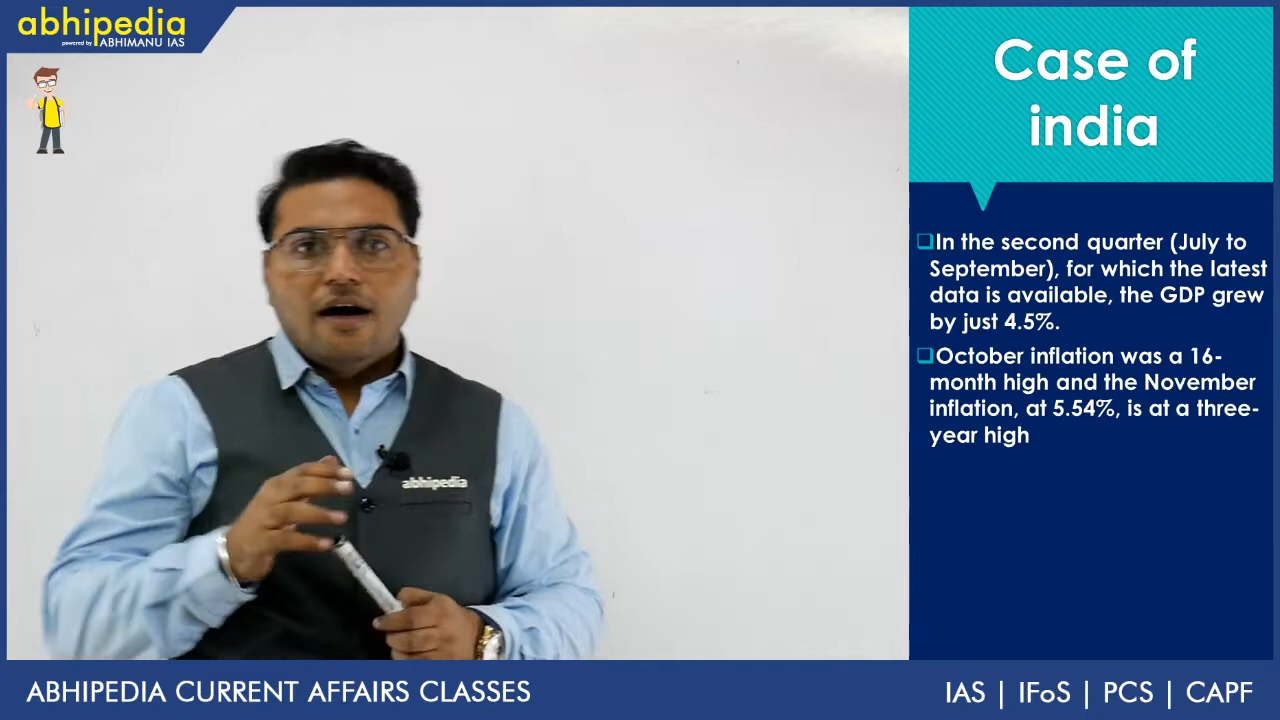 abhipedia
powered by ABHIMANU IAS
Case of
india
In the second quarter (July to
September), for which the latest
data is available, the GDP grew
by just 4.5%.
October inflation was a 16-
month high and the November
inflation, at 5.54%, is at a three-
year high
abhipedia
ABHIPEDIA CURRENT AFFAIRS CLASSES
IAS | IFoS | PCS | CAPF